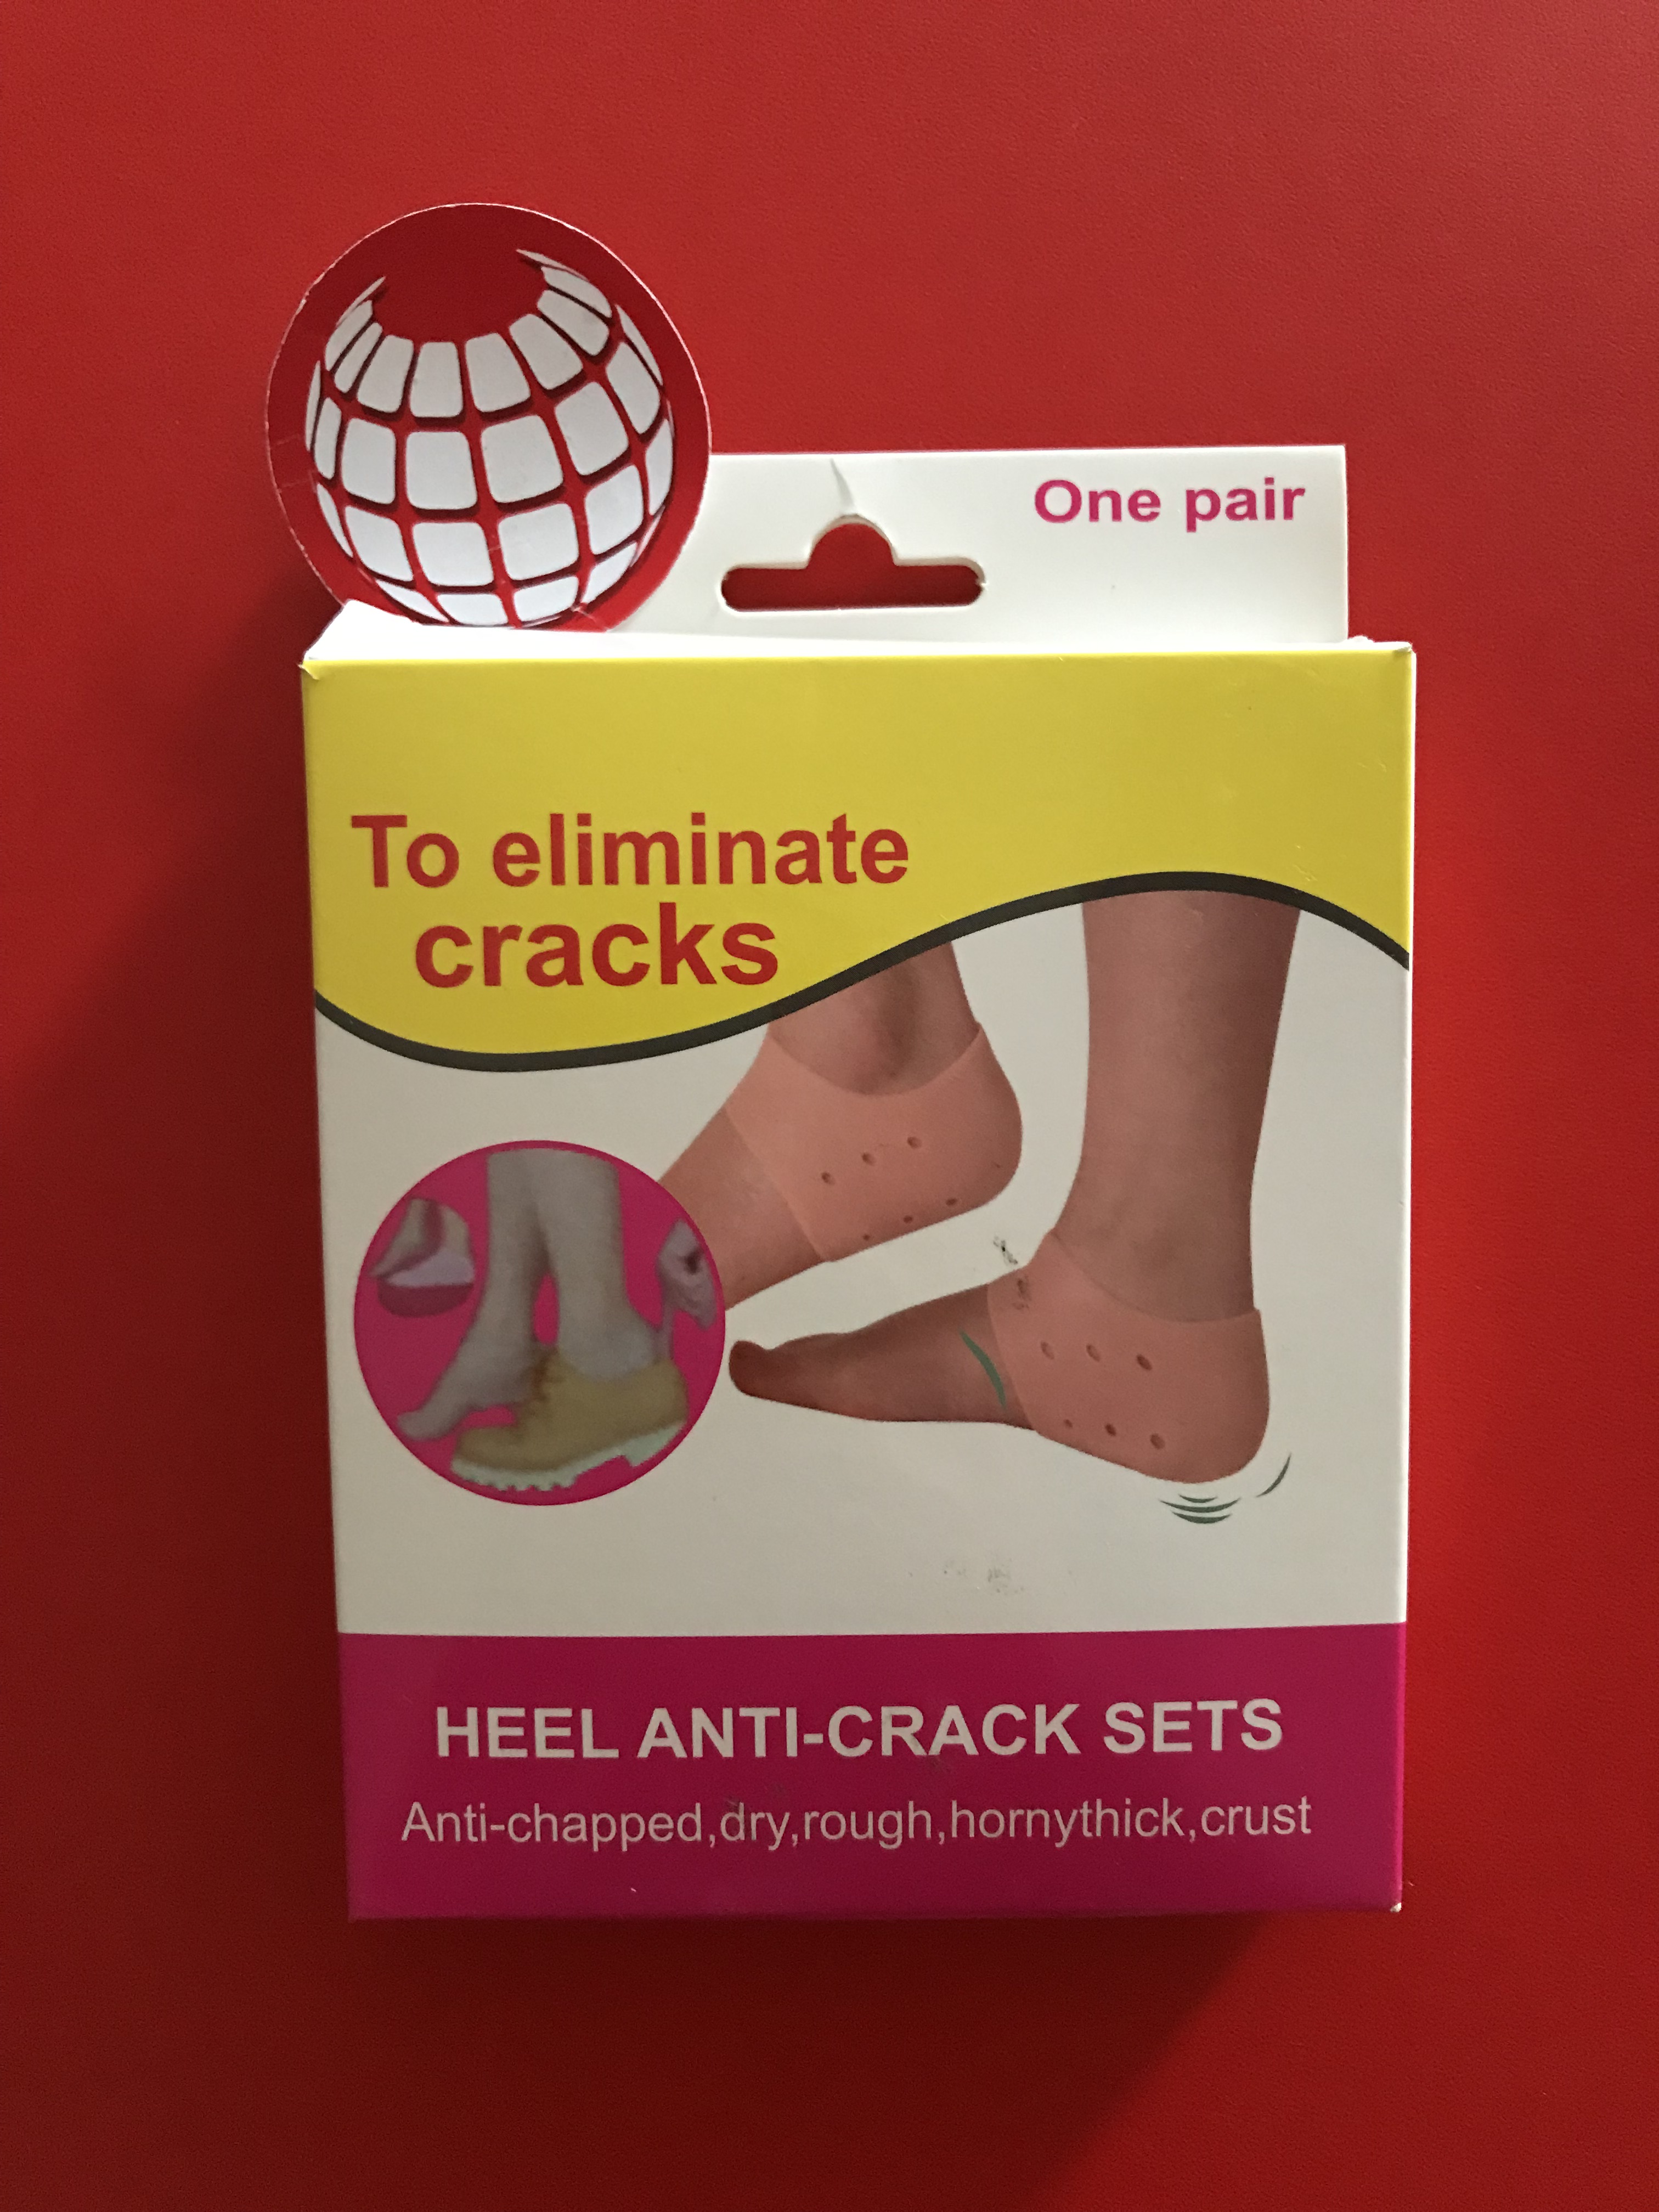 One pair
To eliminate
cracks
HEEL ANTI-CRACK SETS
Anti-chapped,dry,rough,hornythick,crust